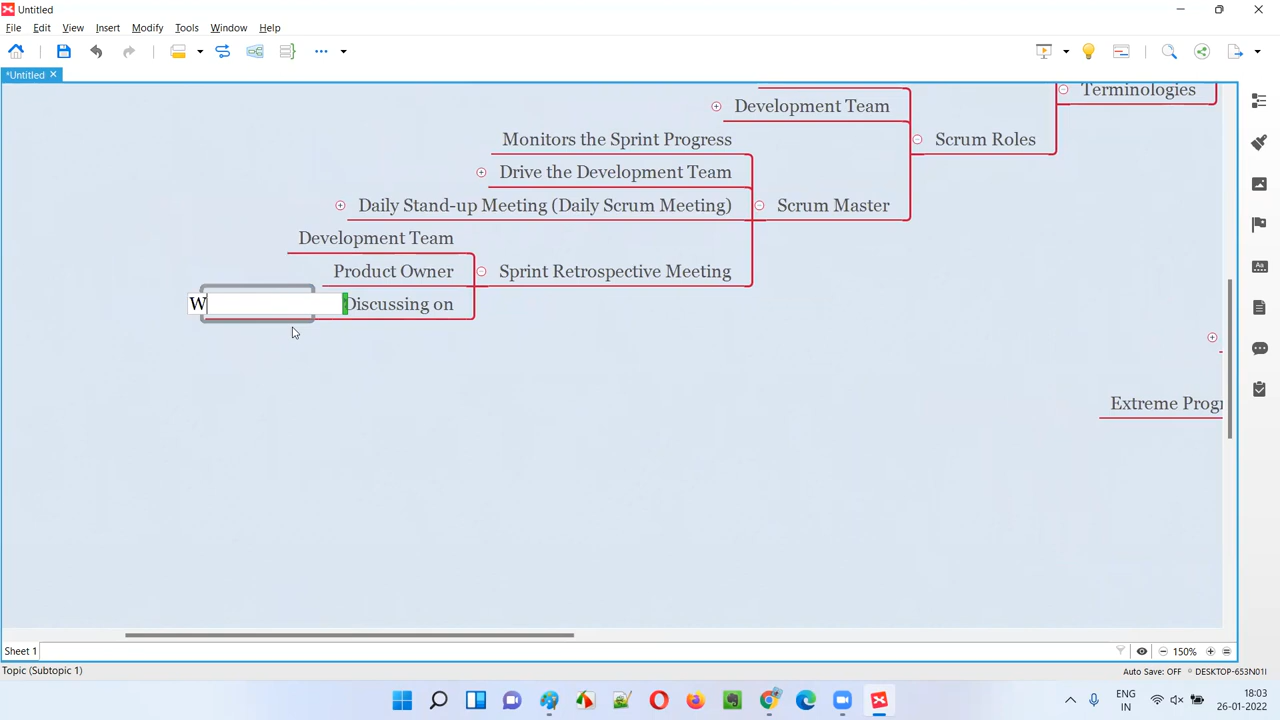 Untitled
File Edit View Insert Modify Tools Window Help
*Untitled
Terminologies
Development Team
Monitors the Sprint Progress
Scrum Roles
Drive the Development Team
Daily Stand-up Meeting (Daily Scrum Meeting)
Scrum Master
Development Team
Product Owner
Sprint Retrospective Meeting
W
Discussing on
Extreme Progr
Sheet 1
150%
Topic (Subtopic 1)
Auto Save: OFF
DESKTOP-653N01I
ENG
IN
18:03
26-01-2022